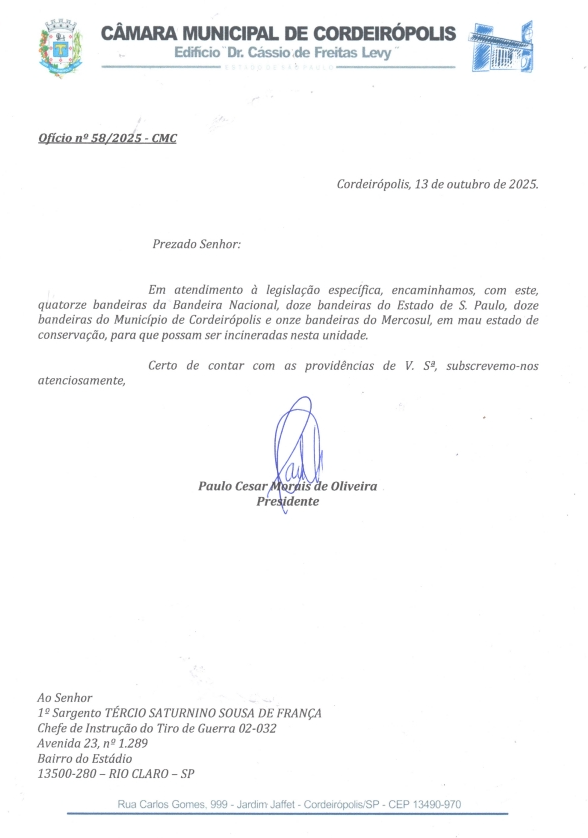 CÂMARA MUNICIPAL DE CORDEIRÓPOLIS
Edifício "Dr. Cássio de Freitas Levy"
Ofício nº 58/2025 - CMC
Cordeirópolis, 13 de outubro de 2025.
Prezado Senhor:
Em atendimento à legislação específica, encaminhamos, com este,
quatorze bandeiras da Bandeira Nacional, doze bandeiras do Estado de S. Paulo, doze
bandeiras do Município de Cordeirópolis e onze bandeiras do Mercosul, em mau estado de
conservação, para que possam ser incineradas nesta unidade.
Certo de contar com as providências de V. Sª, subscrevemo-nos
atenciosamente,
Paulo Cesar Morais de Oliveira
Presidente
Ao Senhor
1º Sargento TÉRCIO SATURNINO SOUSA DE FRANÇA
Chefe de Instrução do Tiro de Guerra 02-032
Avenida 23, nº 1.289
Bairro do Estádio
13500-280 – RIO CLARO – SP
Rua Carlos Gomes, 999 - Jardim Jaffet - Cordeirópolis/SP - CEP 13490-970